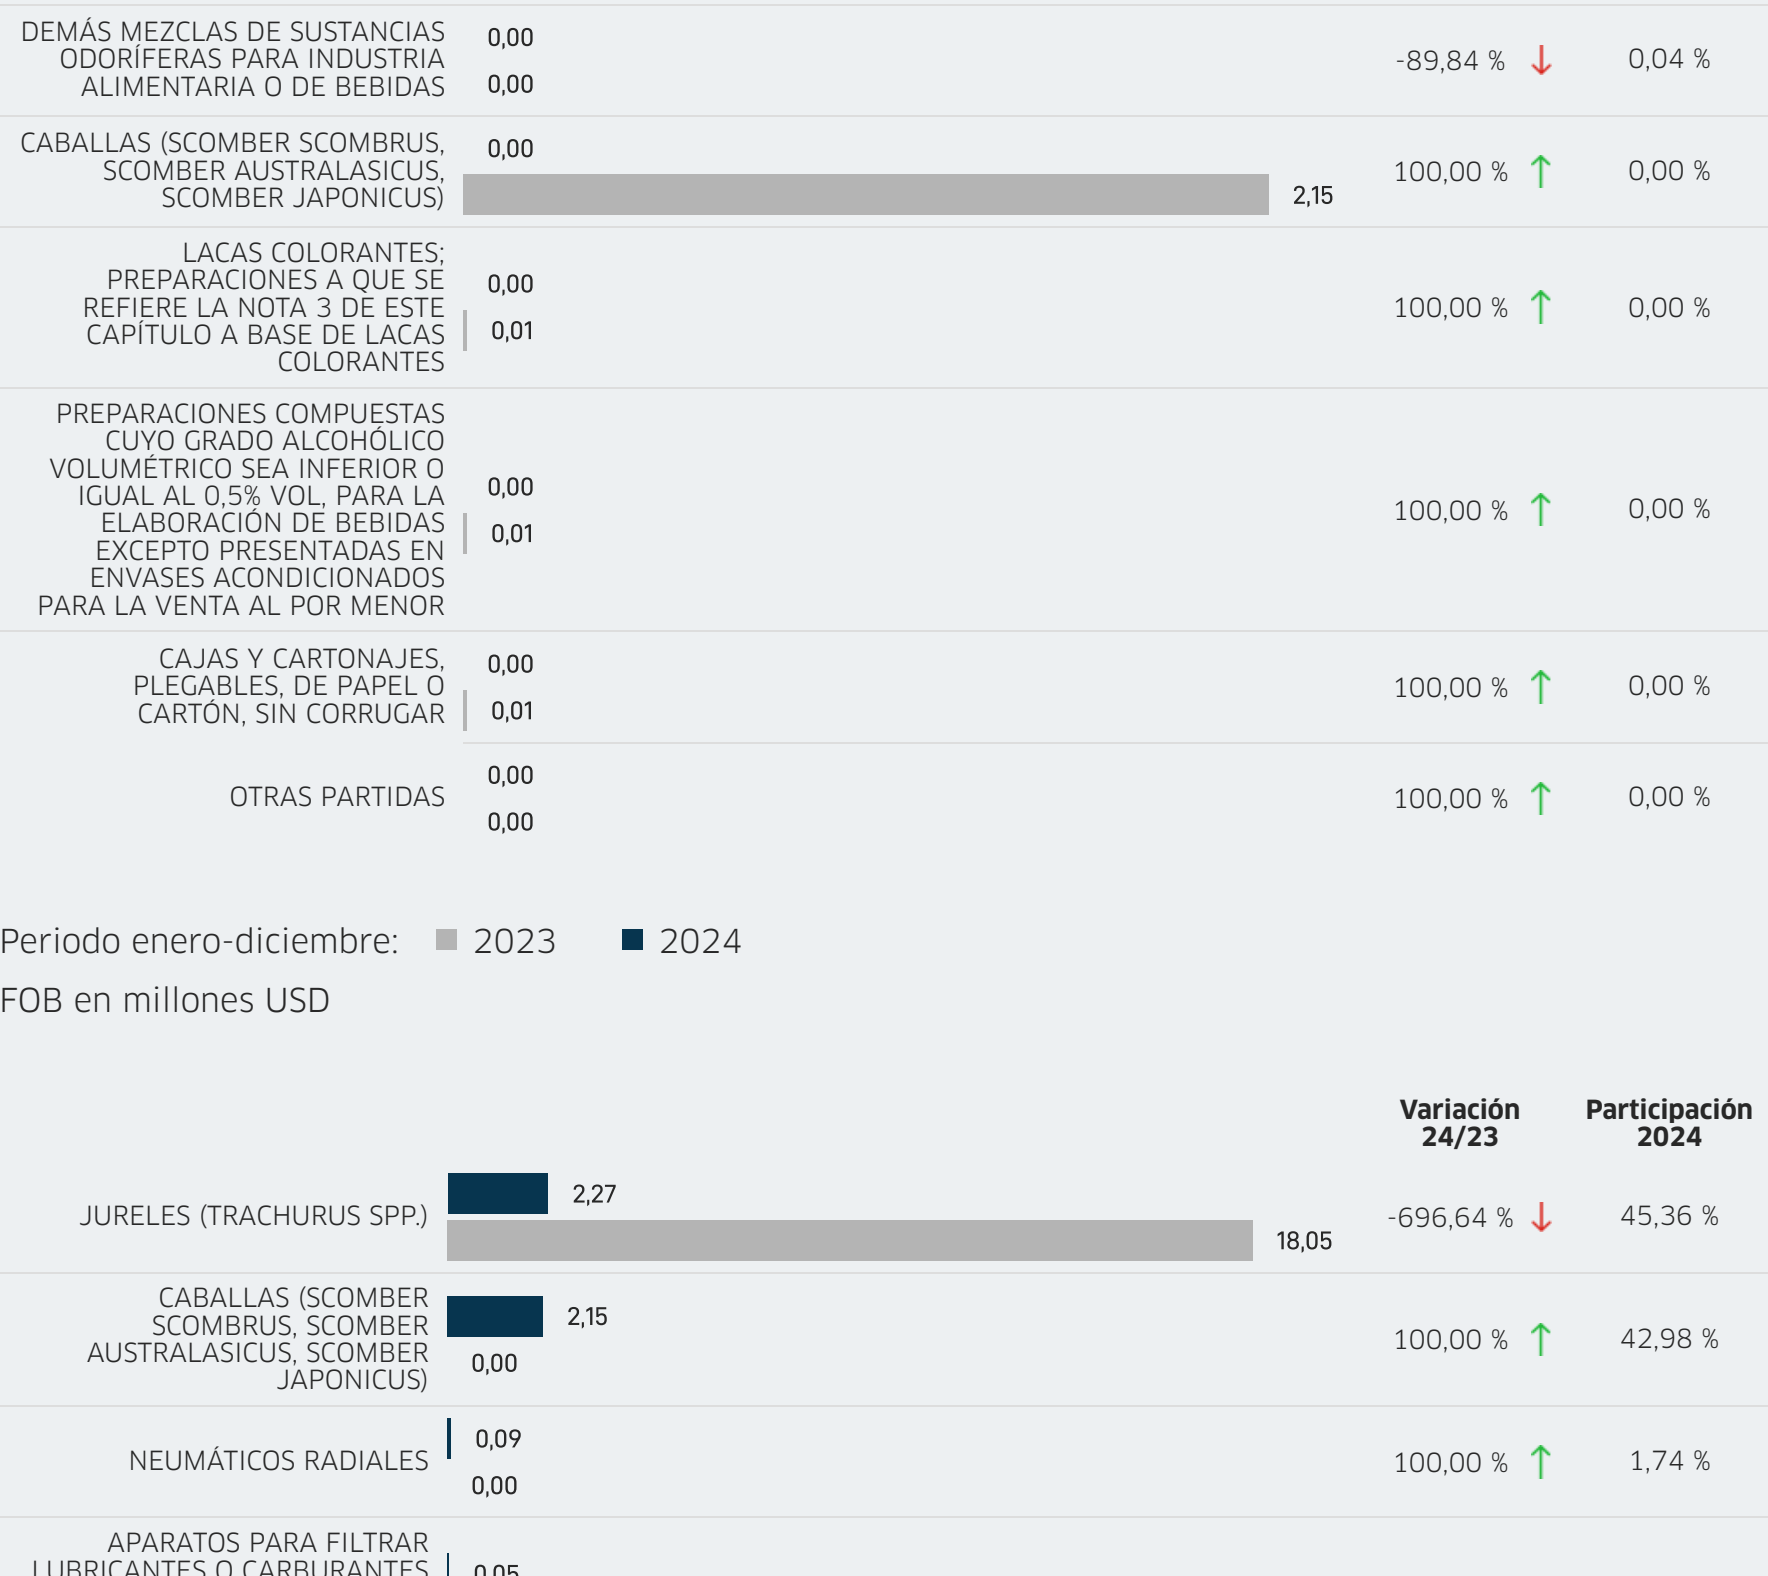 DEMÁS MEZCLAS DE SUSTANCIAS
ODORÍFERAS PARA INDUSTRIA
ALIMENTARIA O DE BEBIDAS
0,00
0,00
-89,84 %
0,04 %
CABALLAS (SCOMBER SCOMBRUS,
SCOMBER AUSTRALASICUS,
SCOMBER JAPONICUS)
0,00
2,15
100,00 %
0,00 %
LACAS COLORANTES;
PREPARACIONES A QUE SE
REFIERE LA NOTA 3 DE ESTE
CAPÍTULO A BASE DE LACAS
COLORANTES
0,00
0,01
100,00 %
0,00 %
PREPARACIONES COMPUESTAS
CUYO GRADO ALCOHÓLICO
VOLUMÉTRICO SEA INFERIOR O
IGUAL AL 0,5% VOL, PARA LA
ELABORACIÓN DE BEBIDAS
EXCEPTO PRESENTADAS EN
ENVASES ACONDICIONADOS
PARA LA VENTA AL POR MENOR
0,00
0,01
100,00 %
0,00 %
CAJAS Y CARTONAJES,
PLEGABLES, DE PAPEL O
CARTÓN, SIN CORRUGAR
0,00
0,01
100,00 %
0,00 %
OTRAS PARTIDAS
0,00
0,00
100,00 %
0,00 %
Periodo enero-diciembre: 2023 2024
FOB en millones USD
Variación
24/23
Participación
2024
JURELES (TRACHURUS SPP.)
2,27
18,05
-696,64 %
45,36 %
CABALLAS (SCOMBER
SCOMBRUS, SCOMBER
AUSTRALASICUS, SCOMBER
JAPONICUS)
2,15
0,00
100,00 %
42,98 %
NEUMÁTICOS RADIALES
0,09
0,00
100,00 %
1,74 %
APARATOS PARA FILTRAR
LUBRICANTES O CARBURANTES
0,05